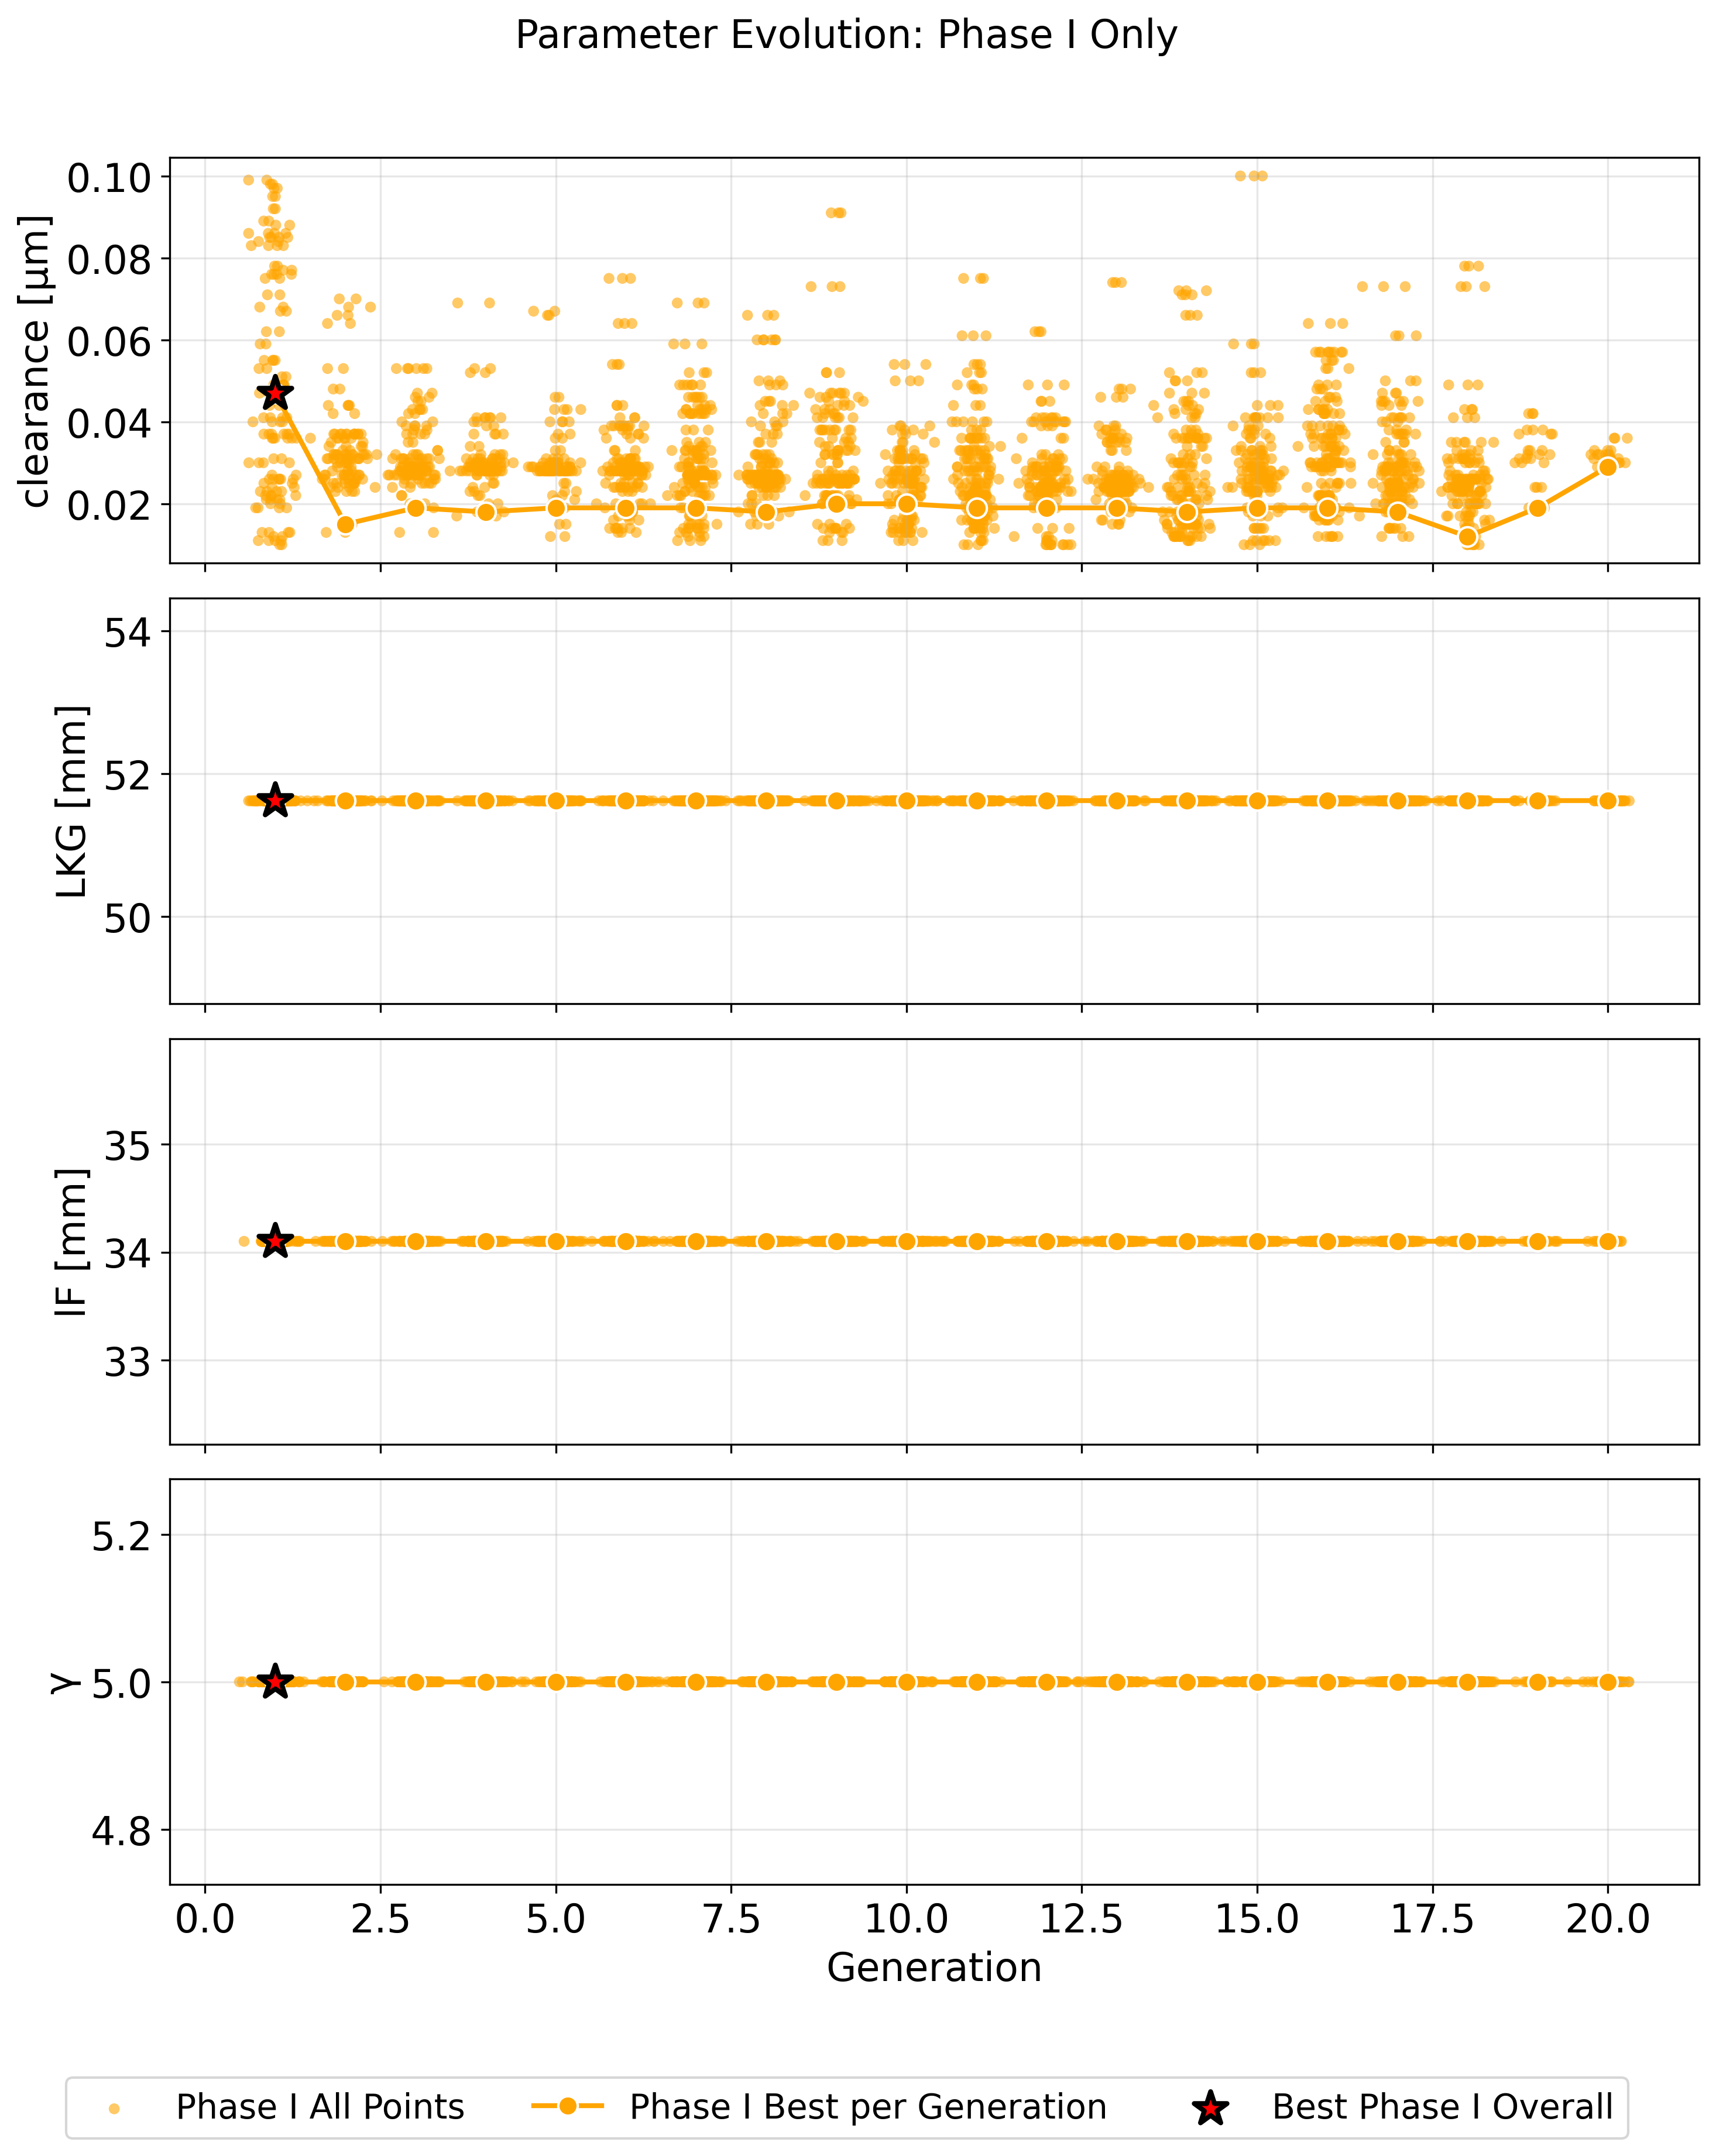 Parameter Evolution: Phase I Only
clearance [µm]
0.10
0.08
0.06
0.04
0.02
LKG [mm]
54
52
50
IF [mm]
35
34
33
γ
5.2
5.0
4.8
0.0 2.5 5.0 7.5 10.0 12.5 15.0 17.5 20.0
Generation
Phase I All Points Phase I Best per Generation Best Phase I Overall